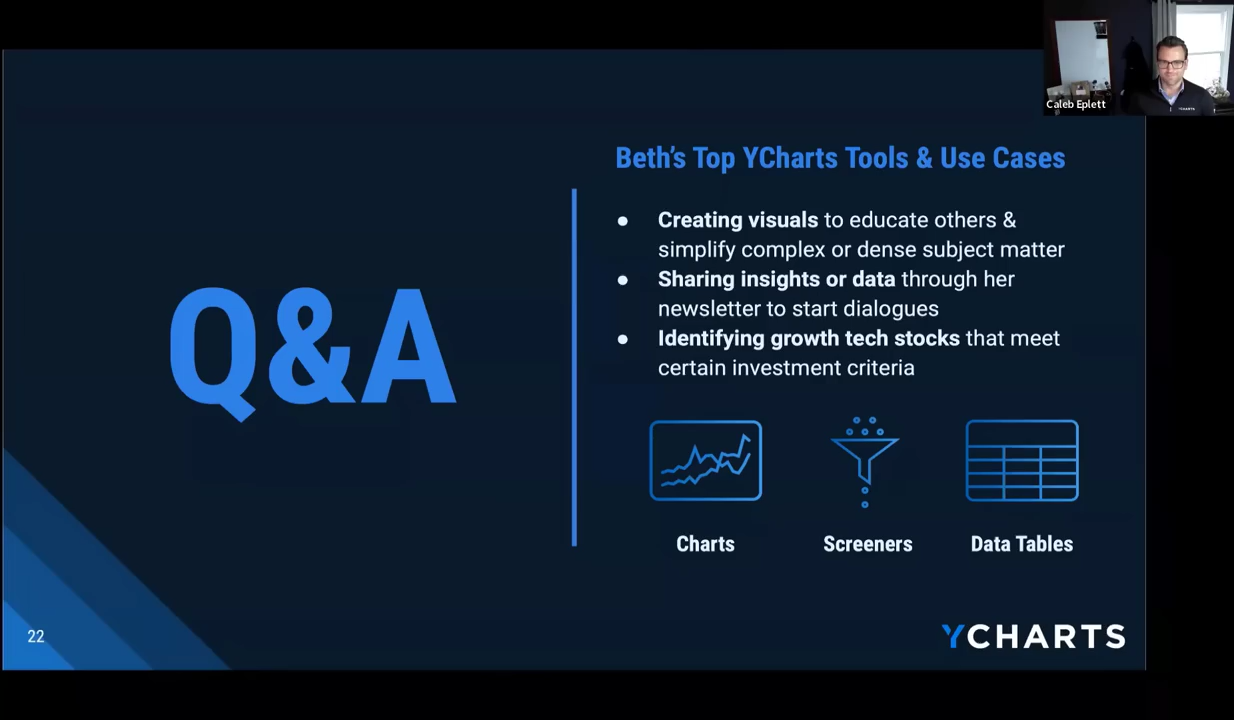 Caleb Eplett
YCHARTS
Beth's Top YCharts Tools & Use Cases
● Creating visuals to educate others &
simplify complex or dense subject matter
● Sharing insights or data through her
newsletter to start dialogues
● Identifying growth tech stocks that meet
certain investment criteria
Q&A
Charts
Screeners
Data Tables
22
YCHARTS